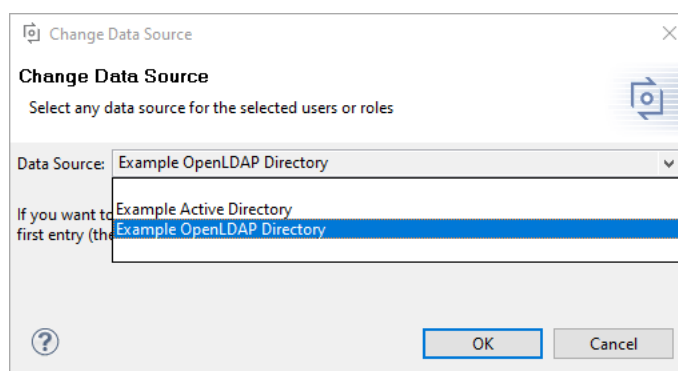 Change Data Source
Change Data Source
Select any data source for the selected users or roles
Data Source: Example OpenLDAP Directory
Example Active Directory
If you want to
Example OpenLDAP Directory
first entry (the
OK
Cancel